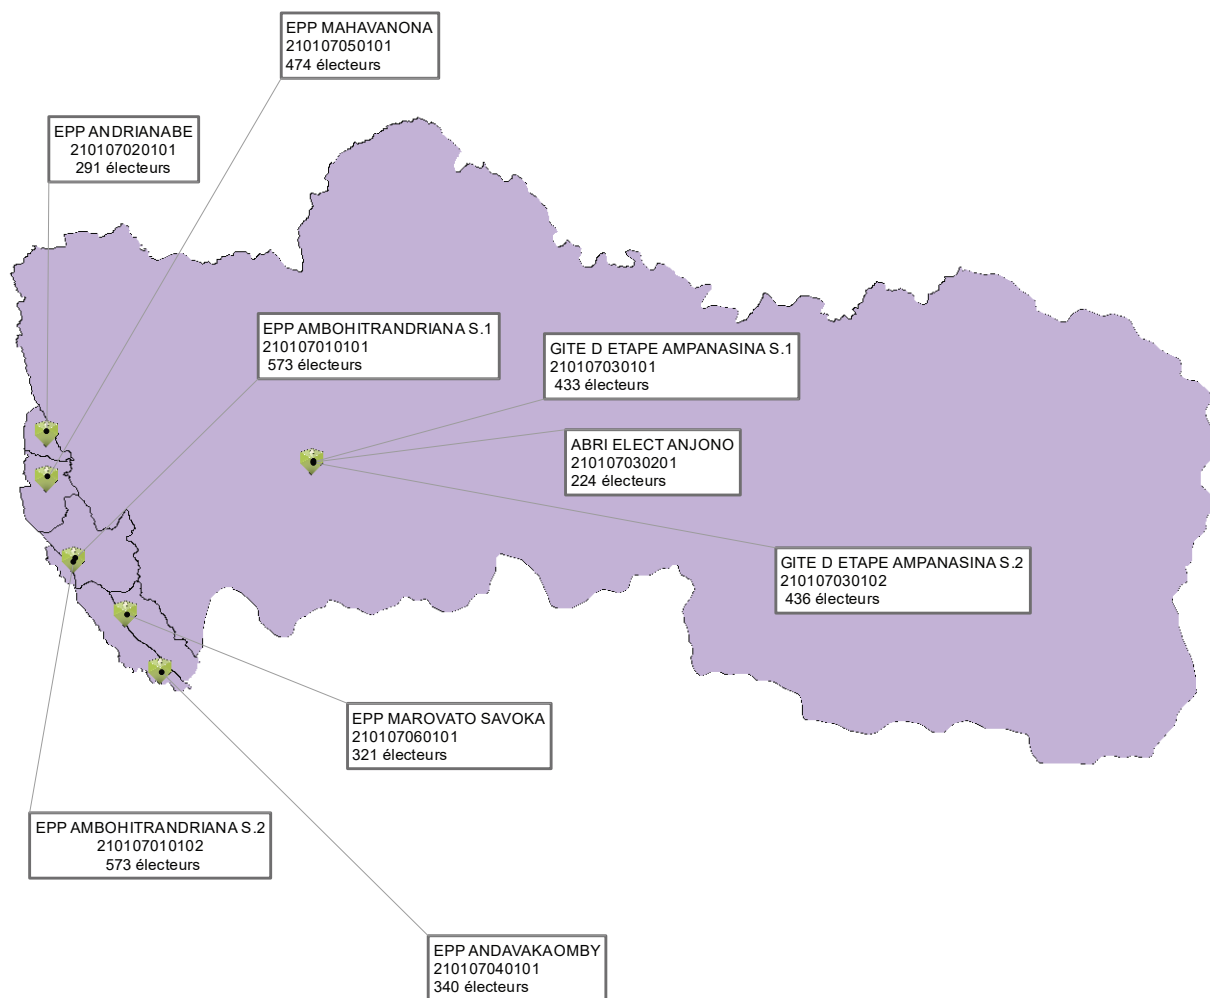 EPP MAHAVANONA
210107050101
474 électeurs
EPP ANDRIANABE
210107020101
291 électeurs
EPP AMBOHITRANDRIANA S.1
210107010101
573 électeurs
GITE D ETAPE AMPANASINA S.1
210107030101
433 électeurs
ABRI ELECT ANJONO
210107030201
224 électeurs
GITE D ETAPE AMPANASINA S.2
210107030102
436 électeurs
EPP MAROVATO SAVOKA
210107060101
321 électeurs
EPP AMBOHITRANDRIANA S.2
210107010102
573 électeurs
EPP ANDAVAKAOMBY
210107040101
340 électeurs